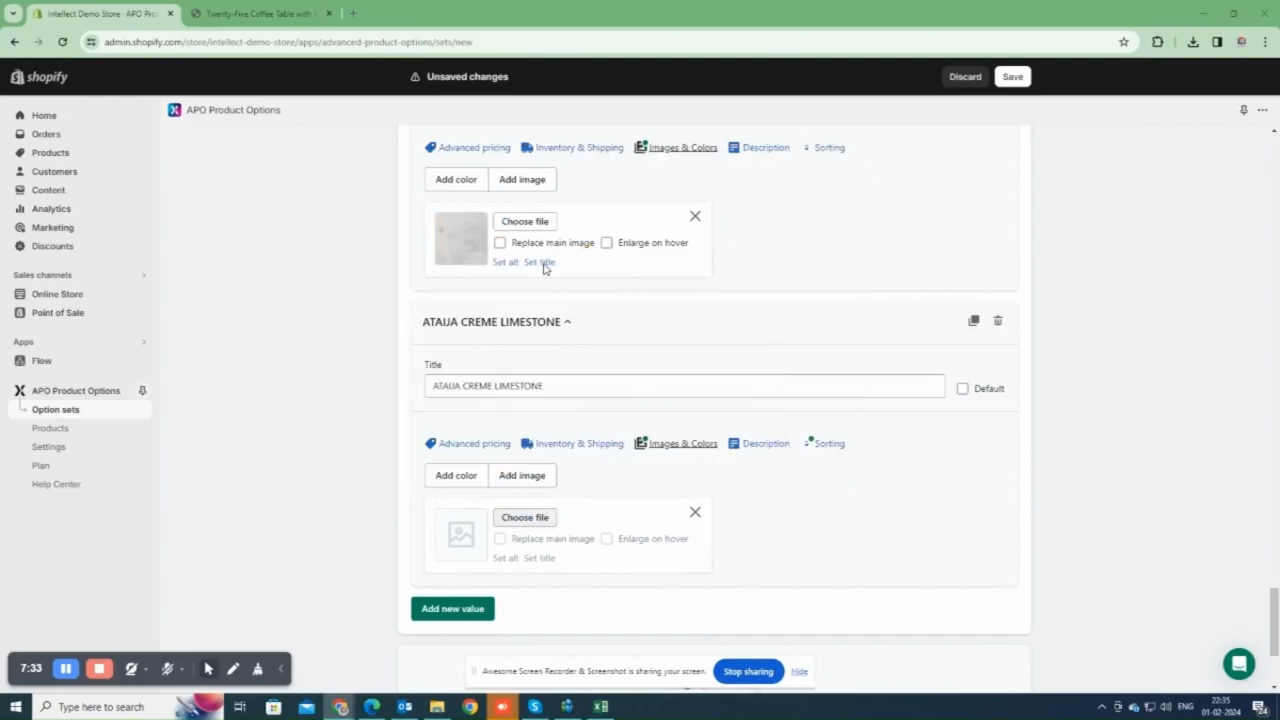 Intellect Demo Store - APO Pro
Twenty-Five Coffee Table with
admin.shopify.com/store/intellect-demo-store/apps/advanced-product-options/sets/new
shopify
Unsaved changes
Discard
Save
APO Product Options
Home
Orders
Products
Customers
Content
Analytics
Marketing
Discounts
Sales channels
Online Store
Point of Sale
Apps
Flow
APO Product Options
Option sets
Products
Settings
Plan
Help Center
Advanced pricing Inventory & Shipping Images & Colors Description Sorting
Add color Add image
Choose file
Replace main image Enlarge on hover
Set alt Set title
ATAIJA CREME LIMESTONE
Title
ATAIJA CREME LIMESTONE
Default
Advanced pricing Inventory & Shipping Images & Colors Description Sorting
Add color Add image
Choose file
Replace main image Enlarge on hover
Set alt Set title
Add new value
7:33
Awesome Screen Recorder & Screenshot is sharing your screen. Stop sharing Hide
Type here to search
ENG
22:35
01-02-2024
24